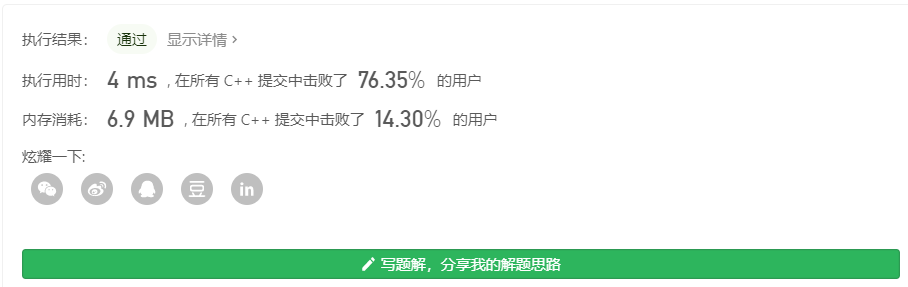 执行结果： 通过 显示详情 >
执行用时： 4 ms , 在所有 C++ 提交中击败了 76.35% 的用户
内存消耗： 6.9 MB , 在所有 C++ 提交中击败了 14.30% 的用户
炫耀一下:
豆 in
写题解，分享我的解题思路